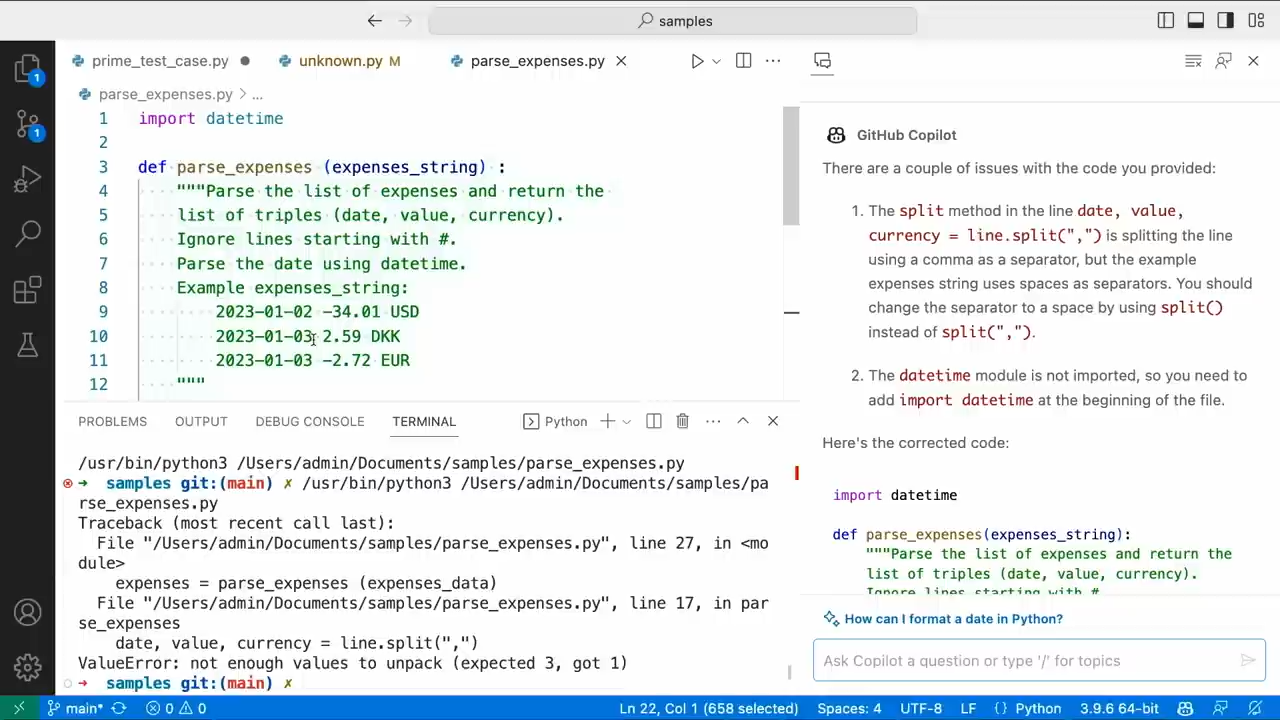 samples
prime_test_case.py
unknown.py M
parse_expenses.py
parse_expenses.py > ...
1 import datetime
2
3 def parse_expenses (expenses_string) :
4 """Parse the list of expenses and return the
5 list of triples (date, value, currency).
6 Ignore lines starting with #.
7 Parse the date using datetime.
8 Example expenses_string:
9 2023-01-02 -34.01 USD
10 2023-01-03 2.59 DKK
11 2023-01-03 -2.72 EUR
12 """
1
1
PROBLEMS OUTPUT DEBUG CONSOLE TERMINAL
Python
/usr/bin/python3 /Users/admin/Documents/samples/parse_expenses.py
➜ samples git:(main) ✗ /usr/bin/python3 /Users/admin/Documents/samples/pa
rse_expenses.py
Traceback (most recent call last):
File "/Users/admin/Documents/samples/parse_expenses.py", line 27, in <mo
dule>
expenses = parse_expenses (expenses_data)
File "/Users/admin/Documents/samples/parse_expenses.py", line 17, in par
se_expenses
date, value, currency = line.split(",")
ValueError: not enough values to unpack (expected 3, got 1)
➜ samples git:(main) ✗
GitHub Copilot
There are a couple of issues with the code you provided:
1. The split method in the line date, value,
currency = line.split(",") is splitting the line
using a comma as a separator, but the example
expenses string uses spaces as separators. You should
change the separator to a space by using split()
instead of split(",").
2. The datetime module is not imported, so you need to
add import datetime at the beginning of the file.
Here's the corrected code:
import datetime
def parse_expenses(expenses_string):
"""Parse the list of expenses and return the
list of triples (date, value, currency).
Ignore lines starting with #.
How can I format a date in Python?
Ask Copilot a question or type '/' for topics
main* 0 0 Ln 22, Col 1 (658 selected) Spaces: 4 UTF-8 LF {} Python 3.9.6 64-bit